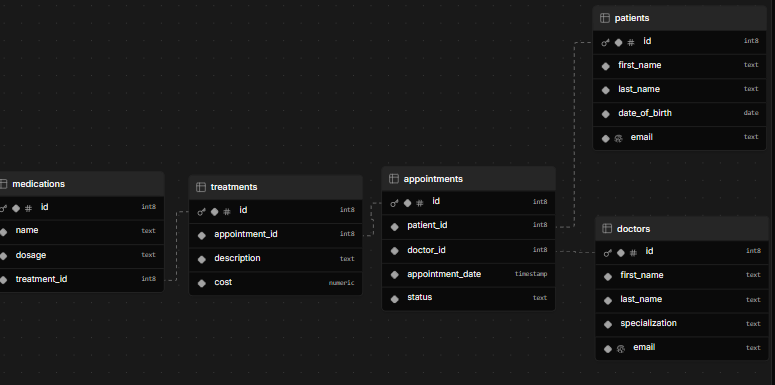 patients
id int8
first_name text
last_name text
date_of_birth date
email text
medications
id int8
name text
dosage text
treatment_id int8
treatments
id int8
appointment_id int8
description text
cost numeric
appointments
id int8
patient_id int8
doctor_id int8
appointment_date timestamp
status text
doctors
id int8
first_name text
last_name text
specialization text
email text